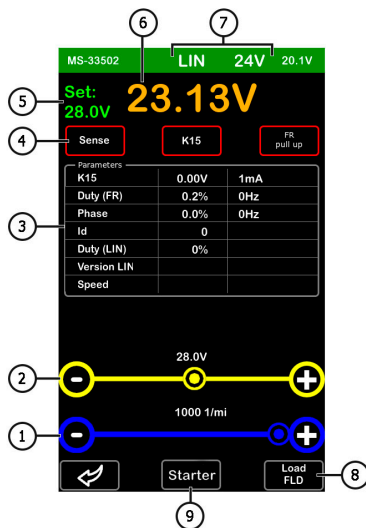 6
7
MS-33502 LIN 24V 20.1V
5
Set:
28.0V
23.13V
4
Sense K15 FR
pull up
Parameters
K15 0.00V 1mA
Duty (FR) 0.2% 0Hz
3
Phase 0.0% 0Hz
Id 0
Duty (LIN) 0%
Version LIN
Speed
28.0V
2
- +
1000 1/mi
1
- +
Starter
Load
FLD
8
9